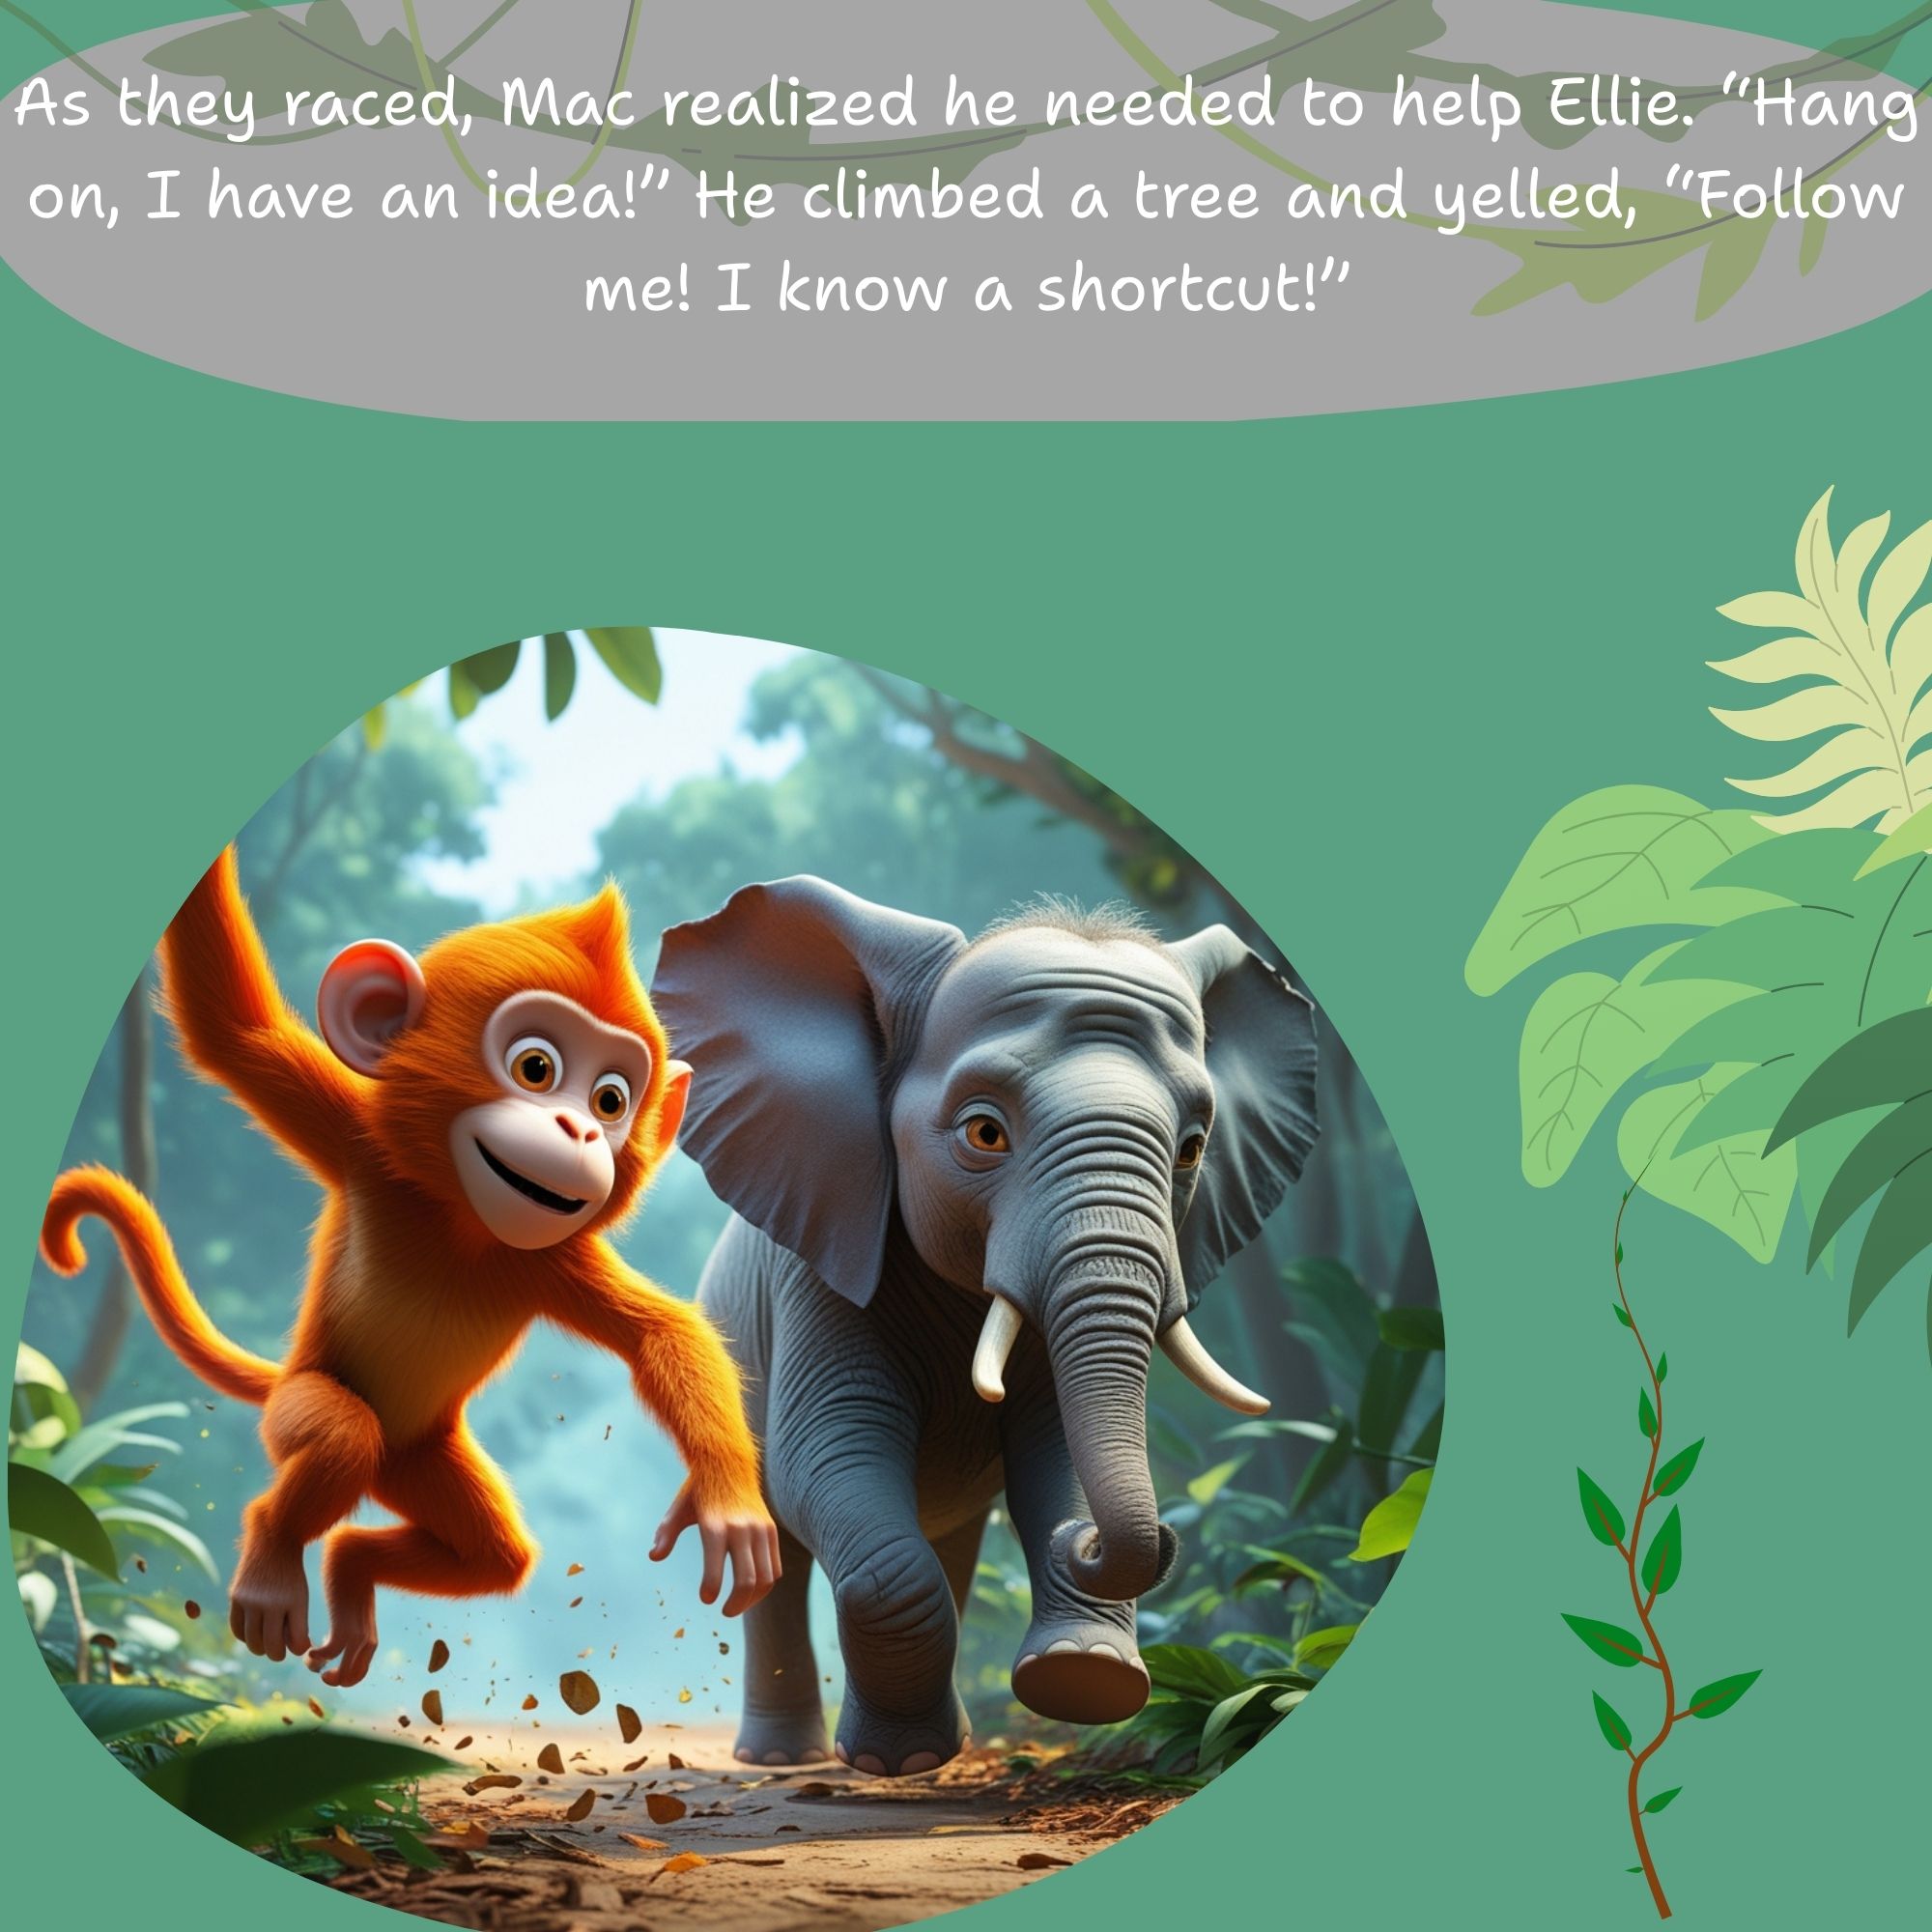 As they raced, Mac realized he needed to help Ellie. “Hang
on, I have an idea!” He climbed a tree and yelled, “Follow
me! I know a shortcut!”